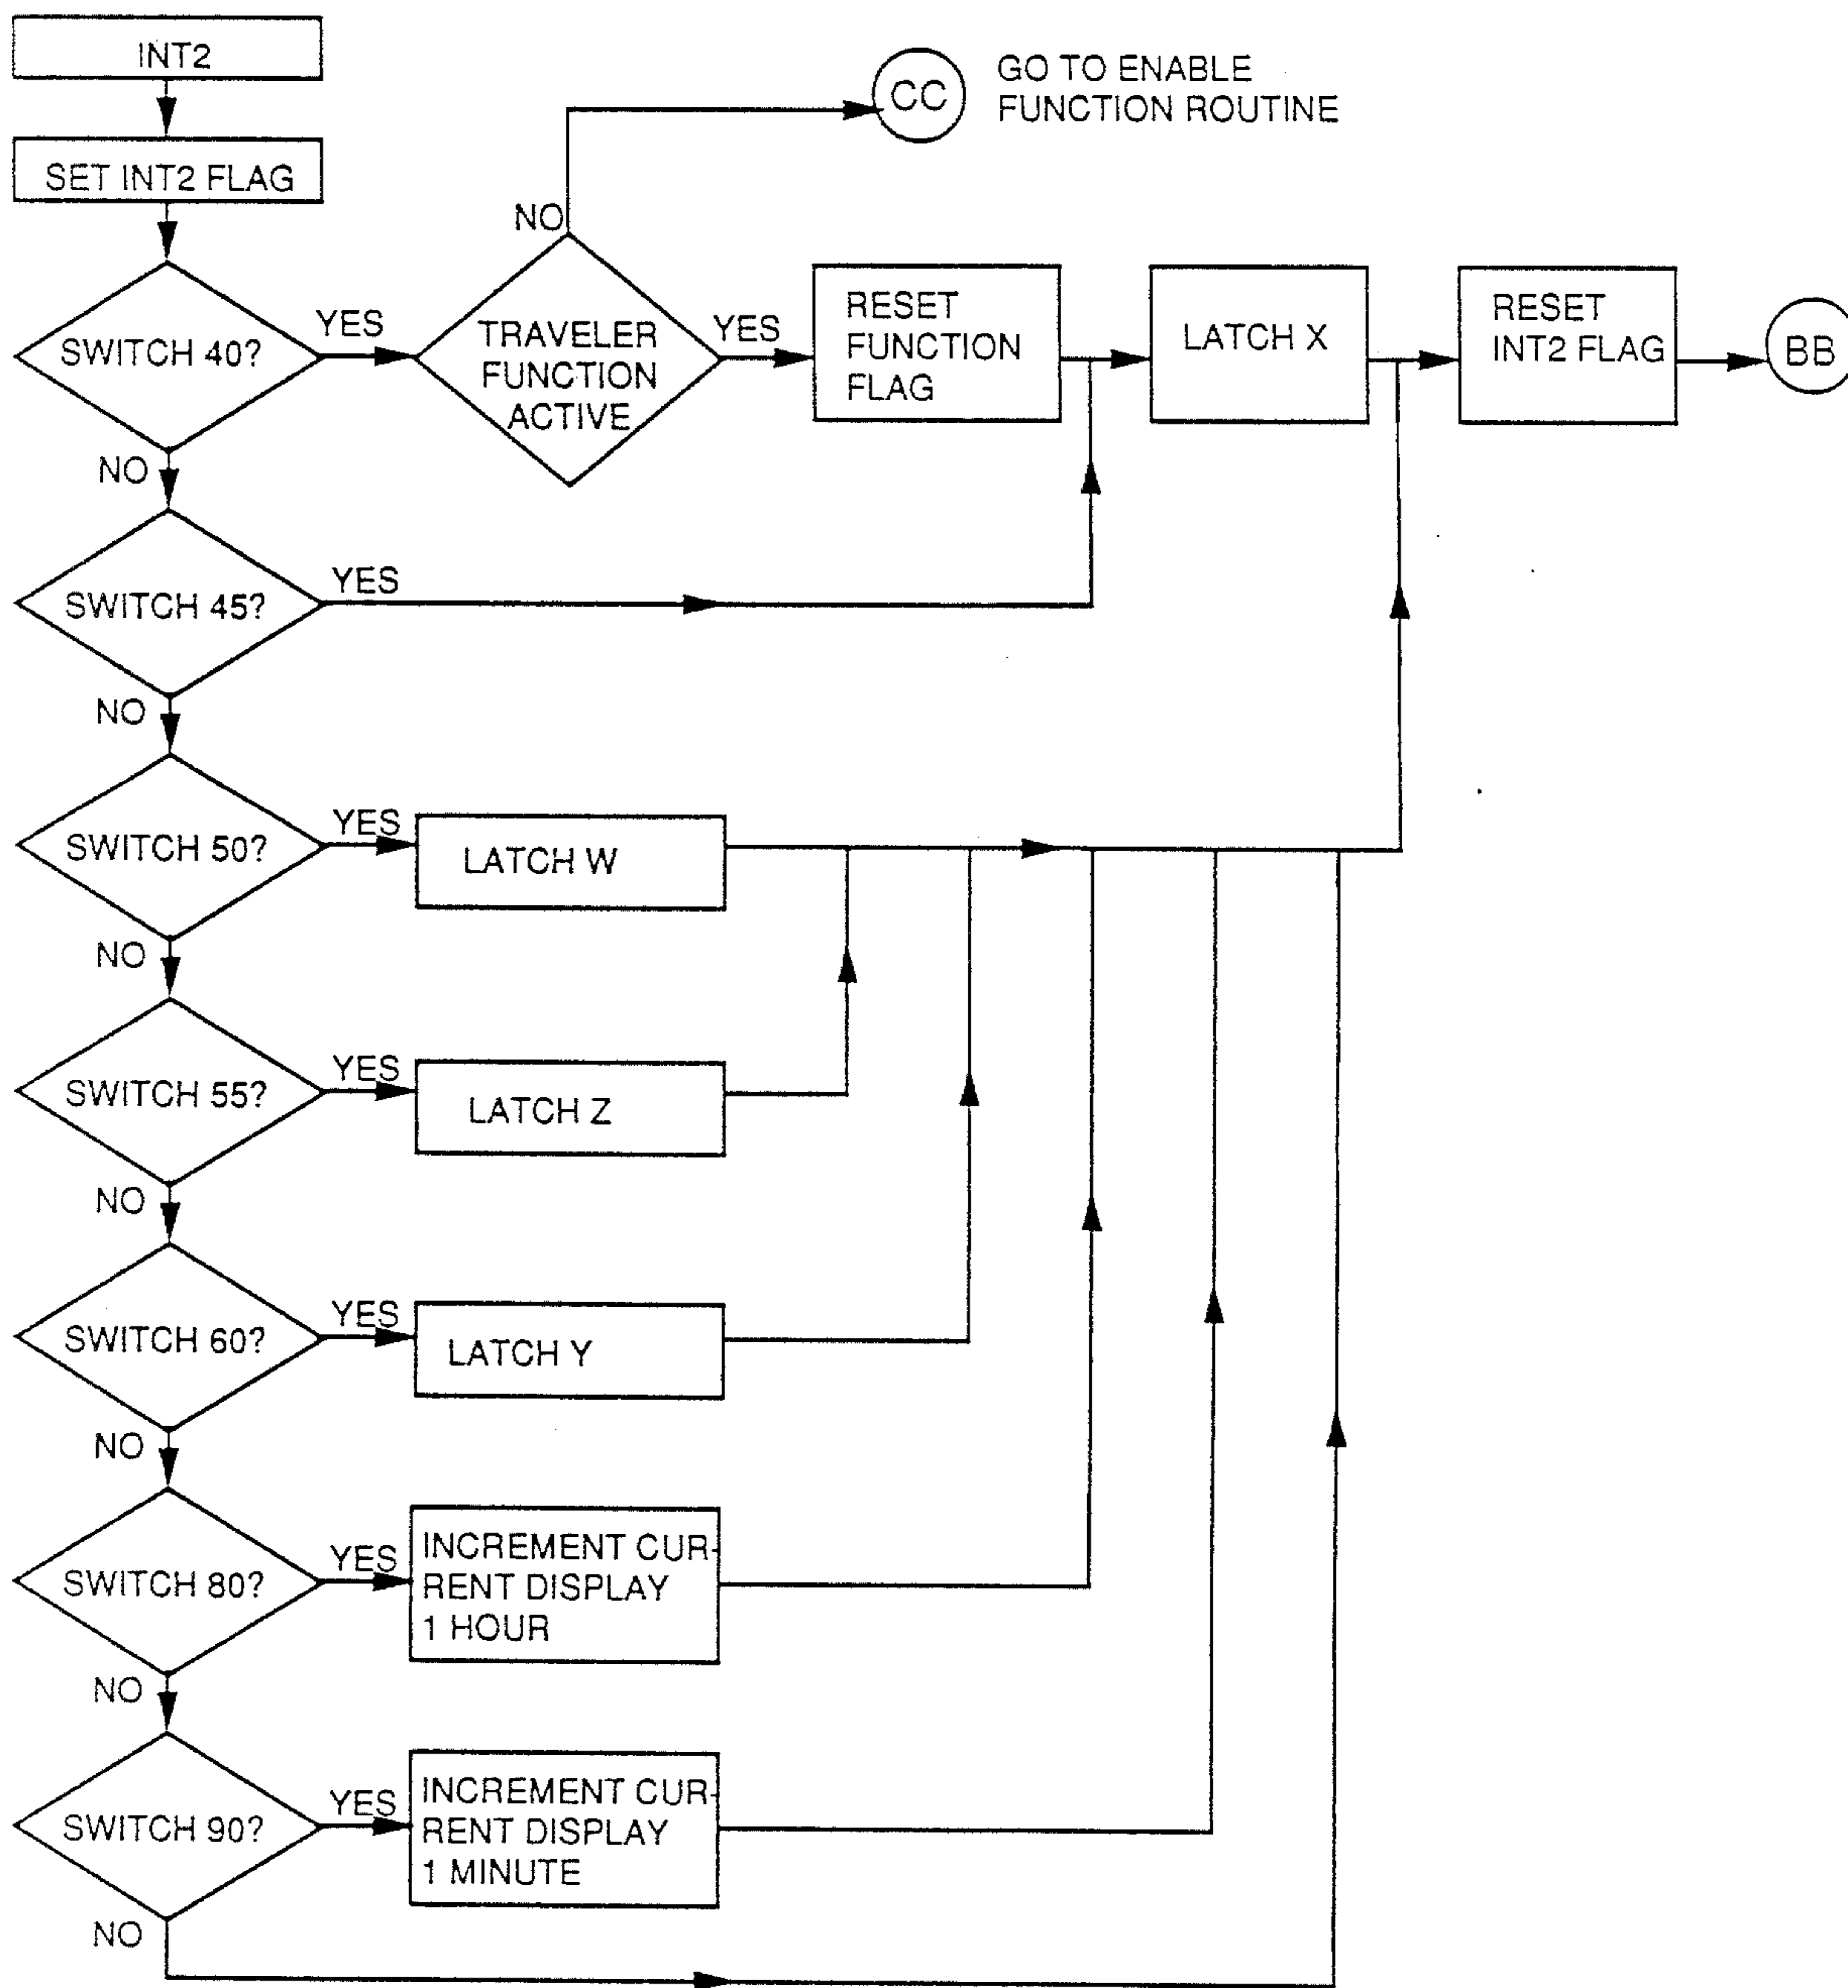 INT2
SET INT2 FLAG
CC
GO TO ENABLE
FUNCTION ROUTINE
NO
SWITCH 40?
YES
TRAVELER
FUNCTION
ACTIVE
YES
RESET
FUNCTION
FLAG
LATCH X
RESET
INT2 FLAG
BB
NO
SWITCH 45?
YES
NO
SWITCH 50?
YES
LATCH W
NO
SWITCH 55?
YES
LATCH Z
NO
SWITCH 60?
YES
LATCH Y
NO
SWITCH 80?
YES
INCREMENT CUR-
RENT DISPLAY
1 HOUR
NO
SWITCH 90?
YES
INCREMENT CUR-
RENT DISPLAY
1 MINUTE
NO